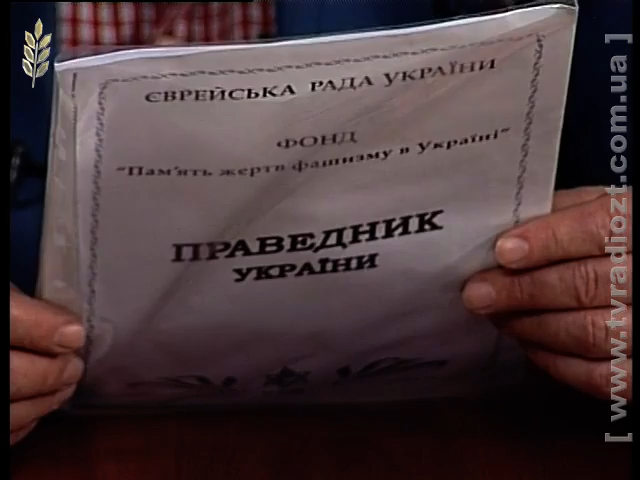 ЄВРЕЙСЬКА РАДА УКРАЇНИ
ФОНД
"Пам'ять жертв фашизму в Україні"
ПРАВЕДНИК
УКРАЇНИ
[ www.tvradiozt.com.ua ]